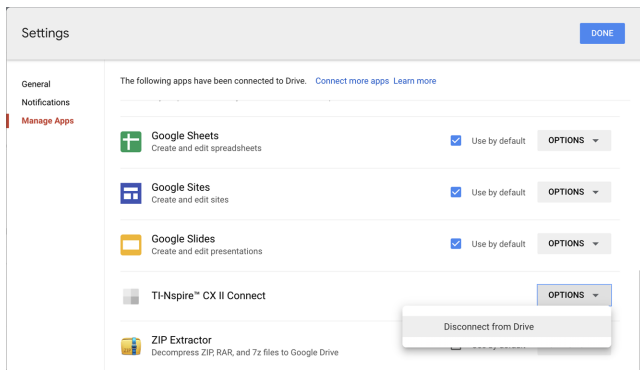 Settings
DONE
General
Notifications
Manage Apps
The following apps have been connected to Drive. Connect more apps Learn more
Google Sheets
Create and edit spreadsheets
Use by default
OPTIONS
Google Sites
Create and edit sites
Use by default
OPTIONS
Google Slides
Create and edit presentations
Use by default
OPTIONS
TI-Nspire™ CX II Connect
OPTIONS
Disconnect from Drive
ZIP Extractor
Decompress ZIP, RAR, and 7z files to Google Drive